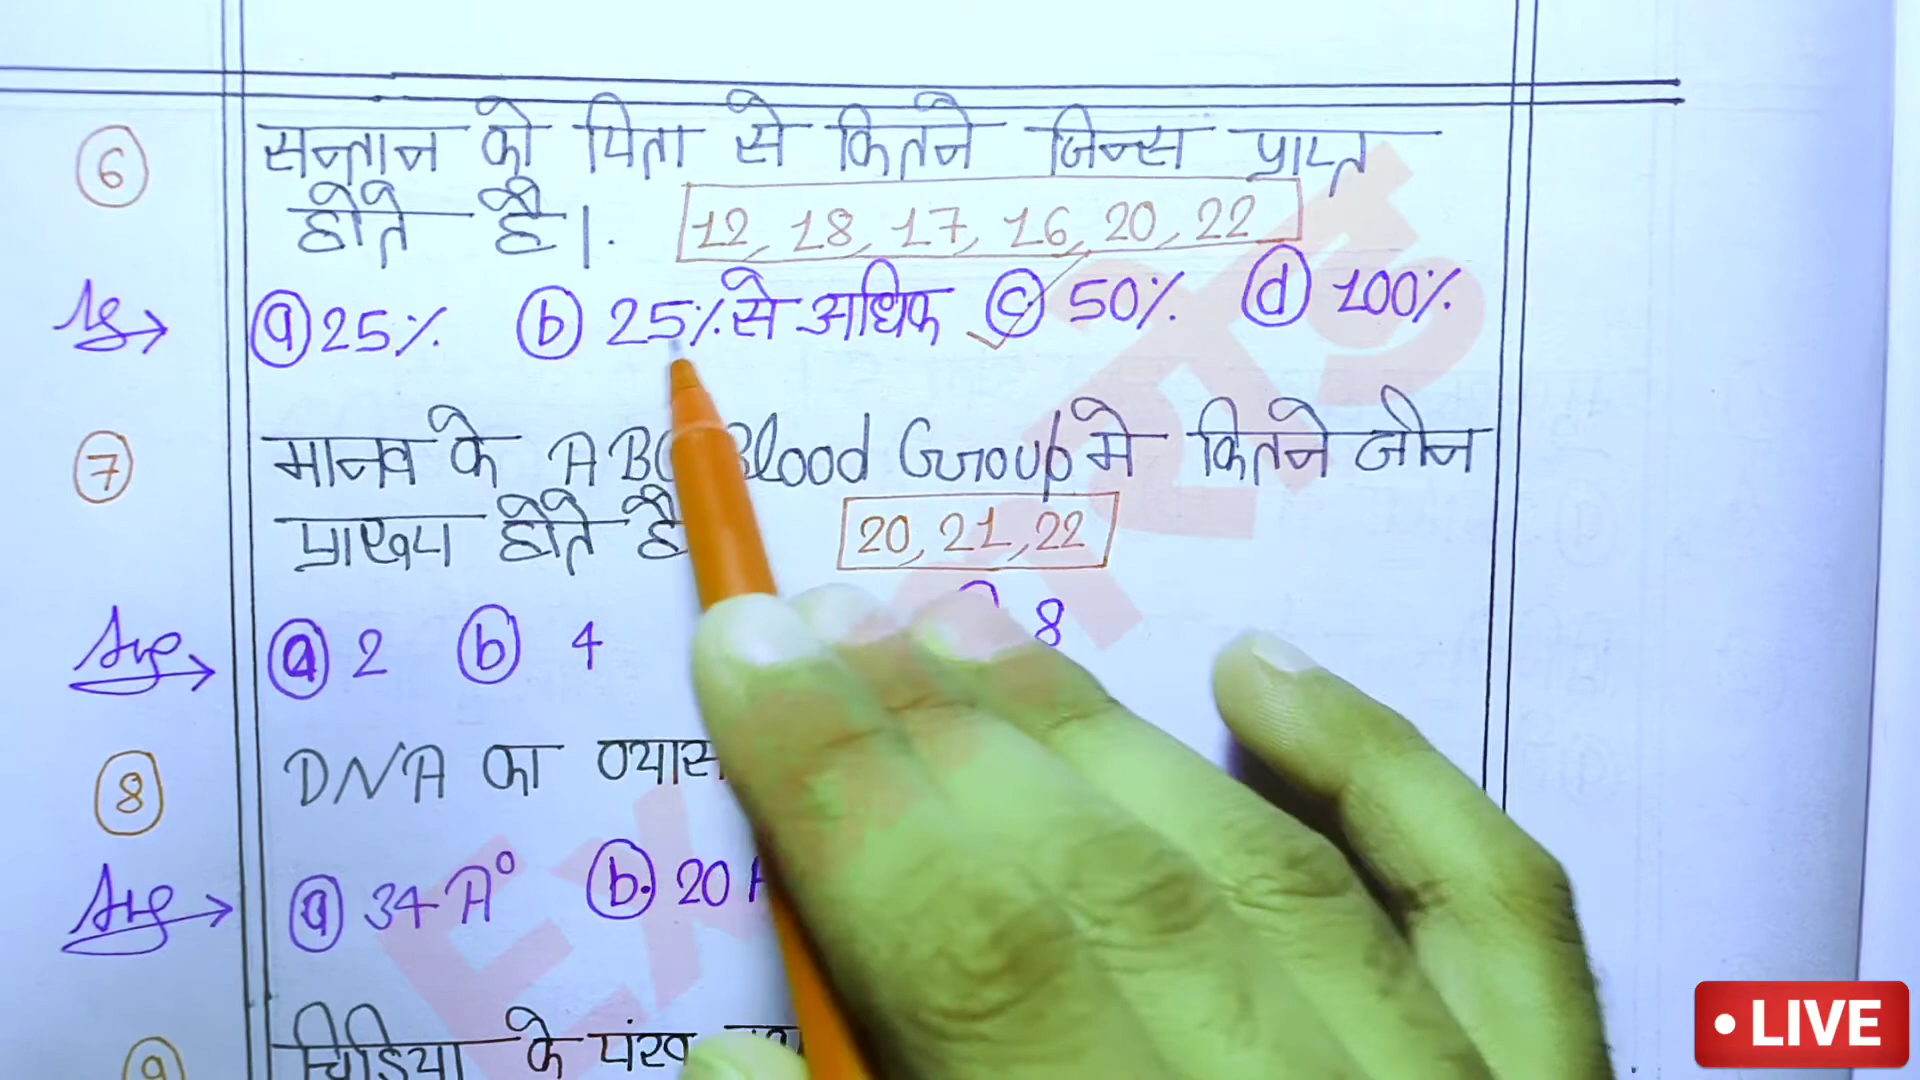 6 सन्तान को पिता से कितने जिन्स प्राप्त
होते है। 12, 18, 17, 16, 20, 22
Ans → a 25% b 25% से अधिक c 50% d 100%
7 मानव के ABO Blood Group मे कितने जीन
प्रारूप होते है 20, 21, 22
Ans → a 2 b 4 8
8 DNA का व्यास
Ans → a 34 A° b. 20 A
9 चिडिया के पंख
LIVE